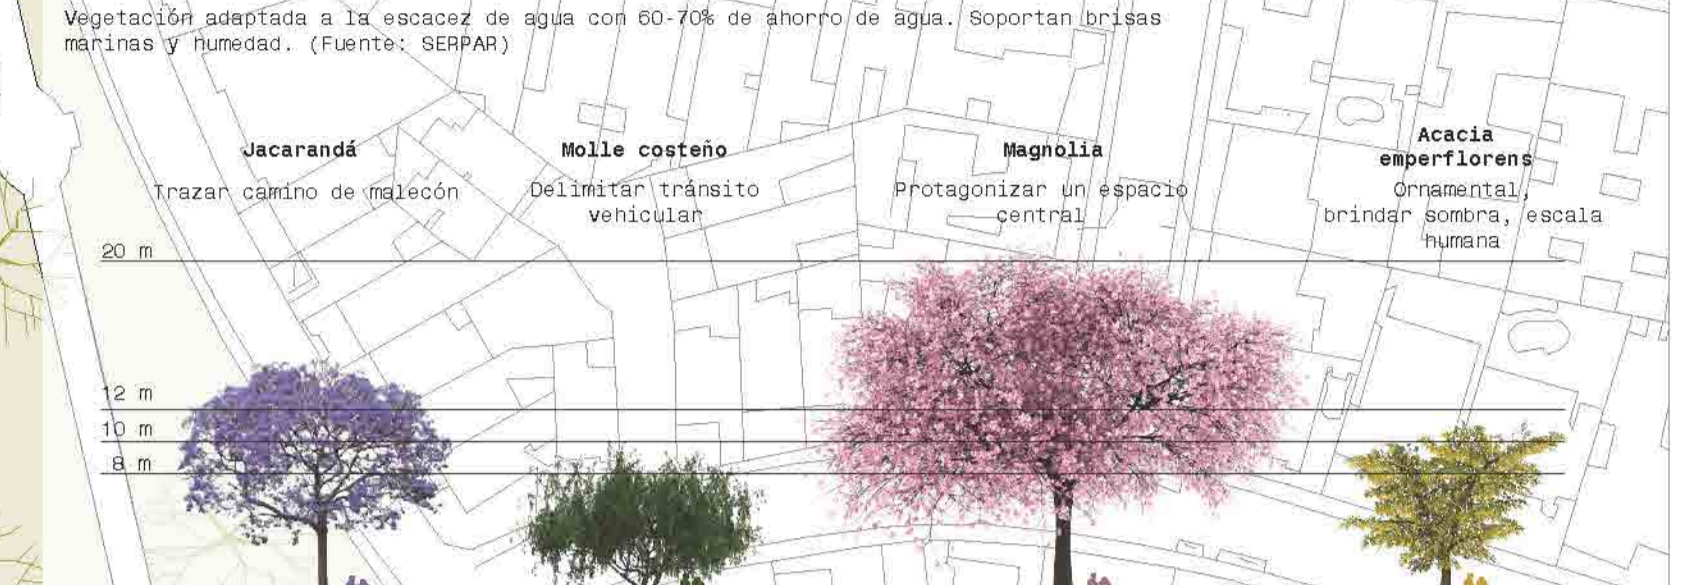 Vegetación adaptada a la escacez de agua con 60-70% de ahorro de agua. Soportan brisas
marinas y humedad. (Fuente: SERPAR)
Jacarandá
Trazar camino de malecón
Molle costeño
Delimitar tránsito
vehicular
Magnolia
Protagonizar un espacio
central
Acacia
emperflorens
Ornamental,
brindar sombra, escala
humana
20 m
12 m
10 m
8 m